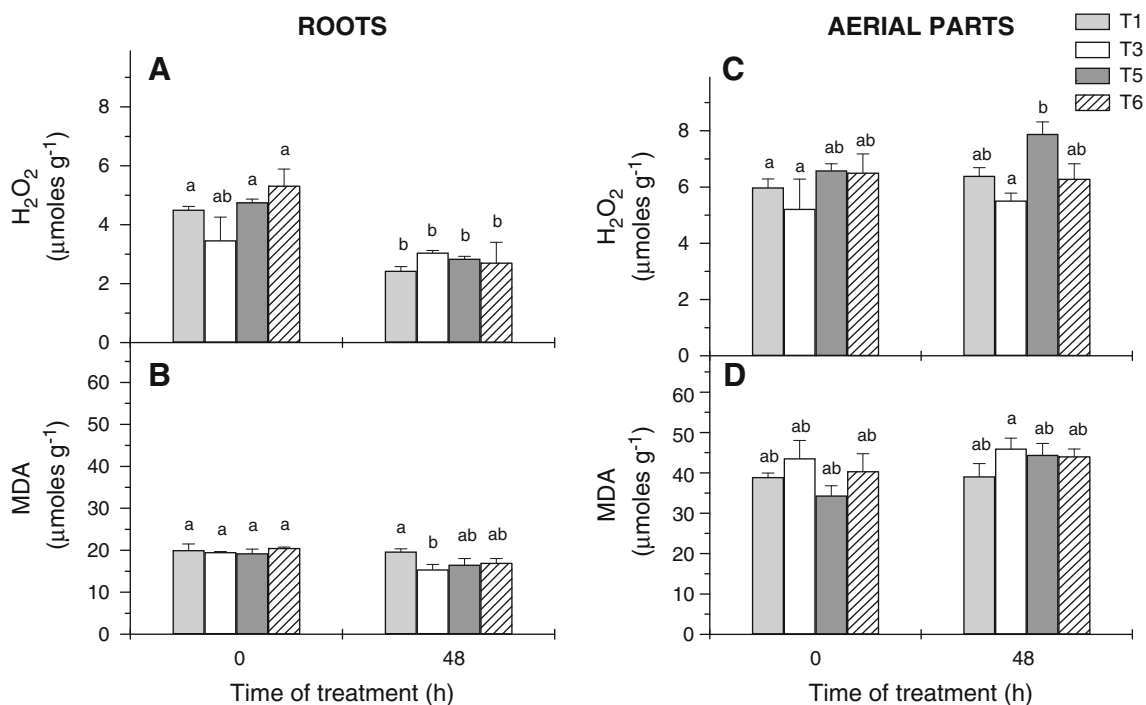 ROOTS
AERIAL PARTS
T1
T3
T5
T6
A
H₂O₂
(μmoles g⁻¹)
8
6
4
2
0
a
ab
a
a
b
b
b
b
C
H₂O₂
(μmoles g⁻¹)
8
6
4
2
0
a
a
ab
ab
ab
a
b
ab
B
MDA
(μmoles g⁻¹)
60
50
40
30
20
10
0
a
a
a
a
a
b
ab
ab
0
48
Time of treatment (h)
D
MDA
(μmoles g⁻¹)
60
50
40
30
20
10
0
ab
ab
ab
ab
ab
a
ab
ab
0
48
Time of treatment (h)